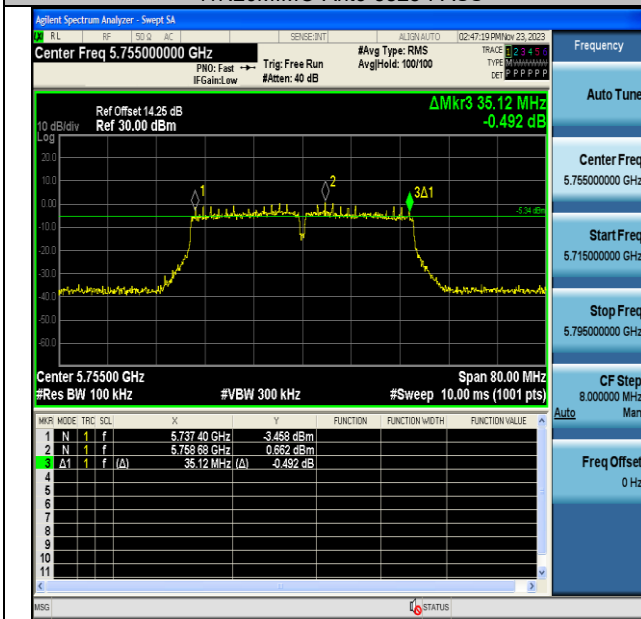 Agilent Spectrum Analyzer - Swept SA
RL RF 50 Ω AC SENSE:INT ALIGN AUTO 02:47:19 PM Nov 23, 2023
Center Freq 5.755000000 GHz
PNO: Fast
IFGain:Low
Trig: Free Run
#Atten: 40 dB
#Avg Type: RMS
Avg|Hold: 100/100
TRACE 1 2 3 4 5 6
TYPE M
DET P P P P P P
Frequency
ΔMkr3 35.12 MHz
-0.492 dB
Ref Offset 14.25 dB
10 dB/div Ref 30.00 dBm
Log
20.0
10.0
0.00
-10.0
-20.0
-30.0
-40.0
-50.0
-60.0
1
2
3Δ1
-5.34 dBm
Center 5.75500 GHz Span 80.00 MHz
#Res BW 100 kHz #VBW 300 kHz #Sweep 10.00 ms (1001 pts)
MKR MODE TRC SCL X Y FUNCTION FUNCTION WIDTH FUNCTION VALUE
1 N 1 f 5.737 40 GHz -3.458 dBm
2 N 1 f 5.758 68 GHz 0.662 dBm
3 Δ1 1 f (Δ) 35.12 MHz (Δ) -0.492 dB
4
5
6
7
8
9
10
11
MSG STATUS
Auto Tune
Center Freq
5.755000000 GHz
Start Freq
5.715000000 GHz
Stop Freq
5.795000000 GHz
CF Step
8.000000 MHz
Auto Man
Freq Offset
0 Hz